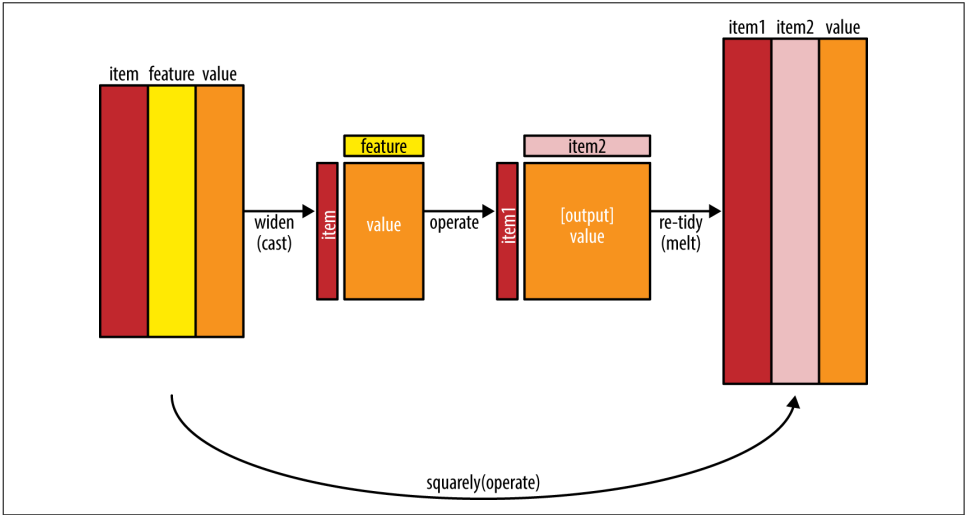 item feature value
widen
(cast)
feature
item
value
operate
item2
item1
[output]
value
re-tidy
(melt)
item1 item2 value
squarely(operate)